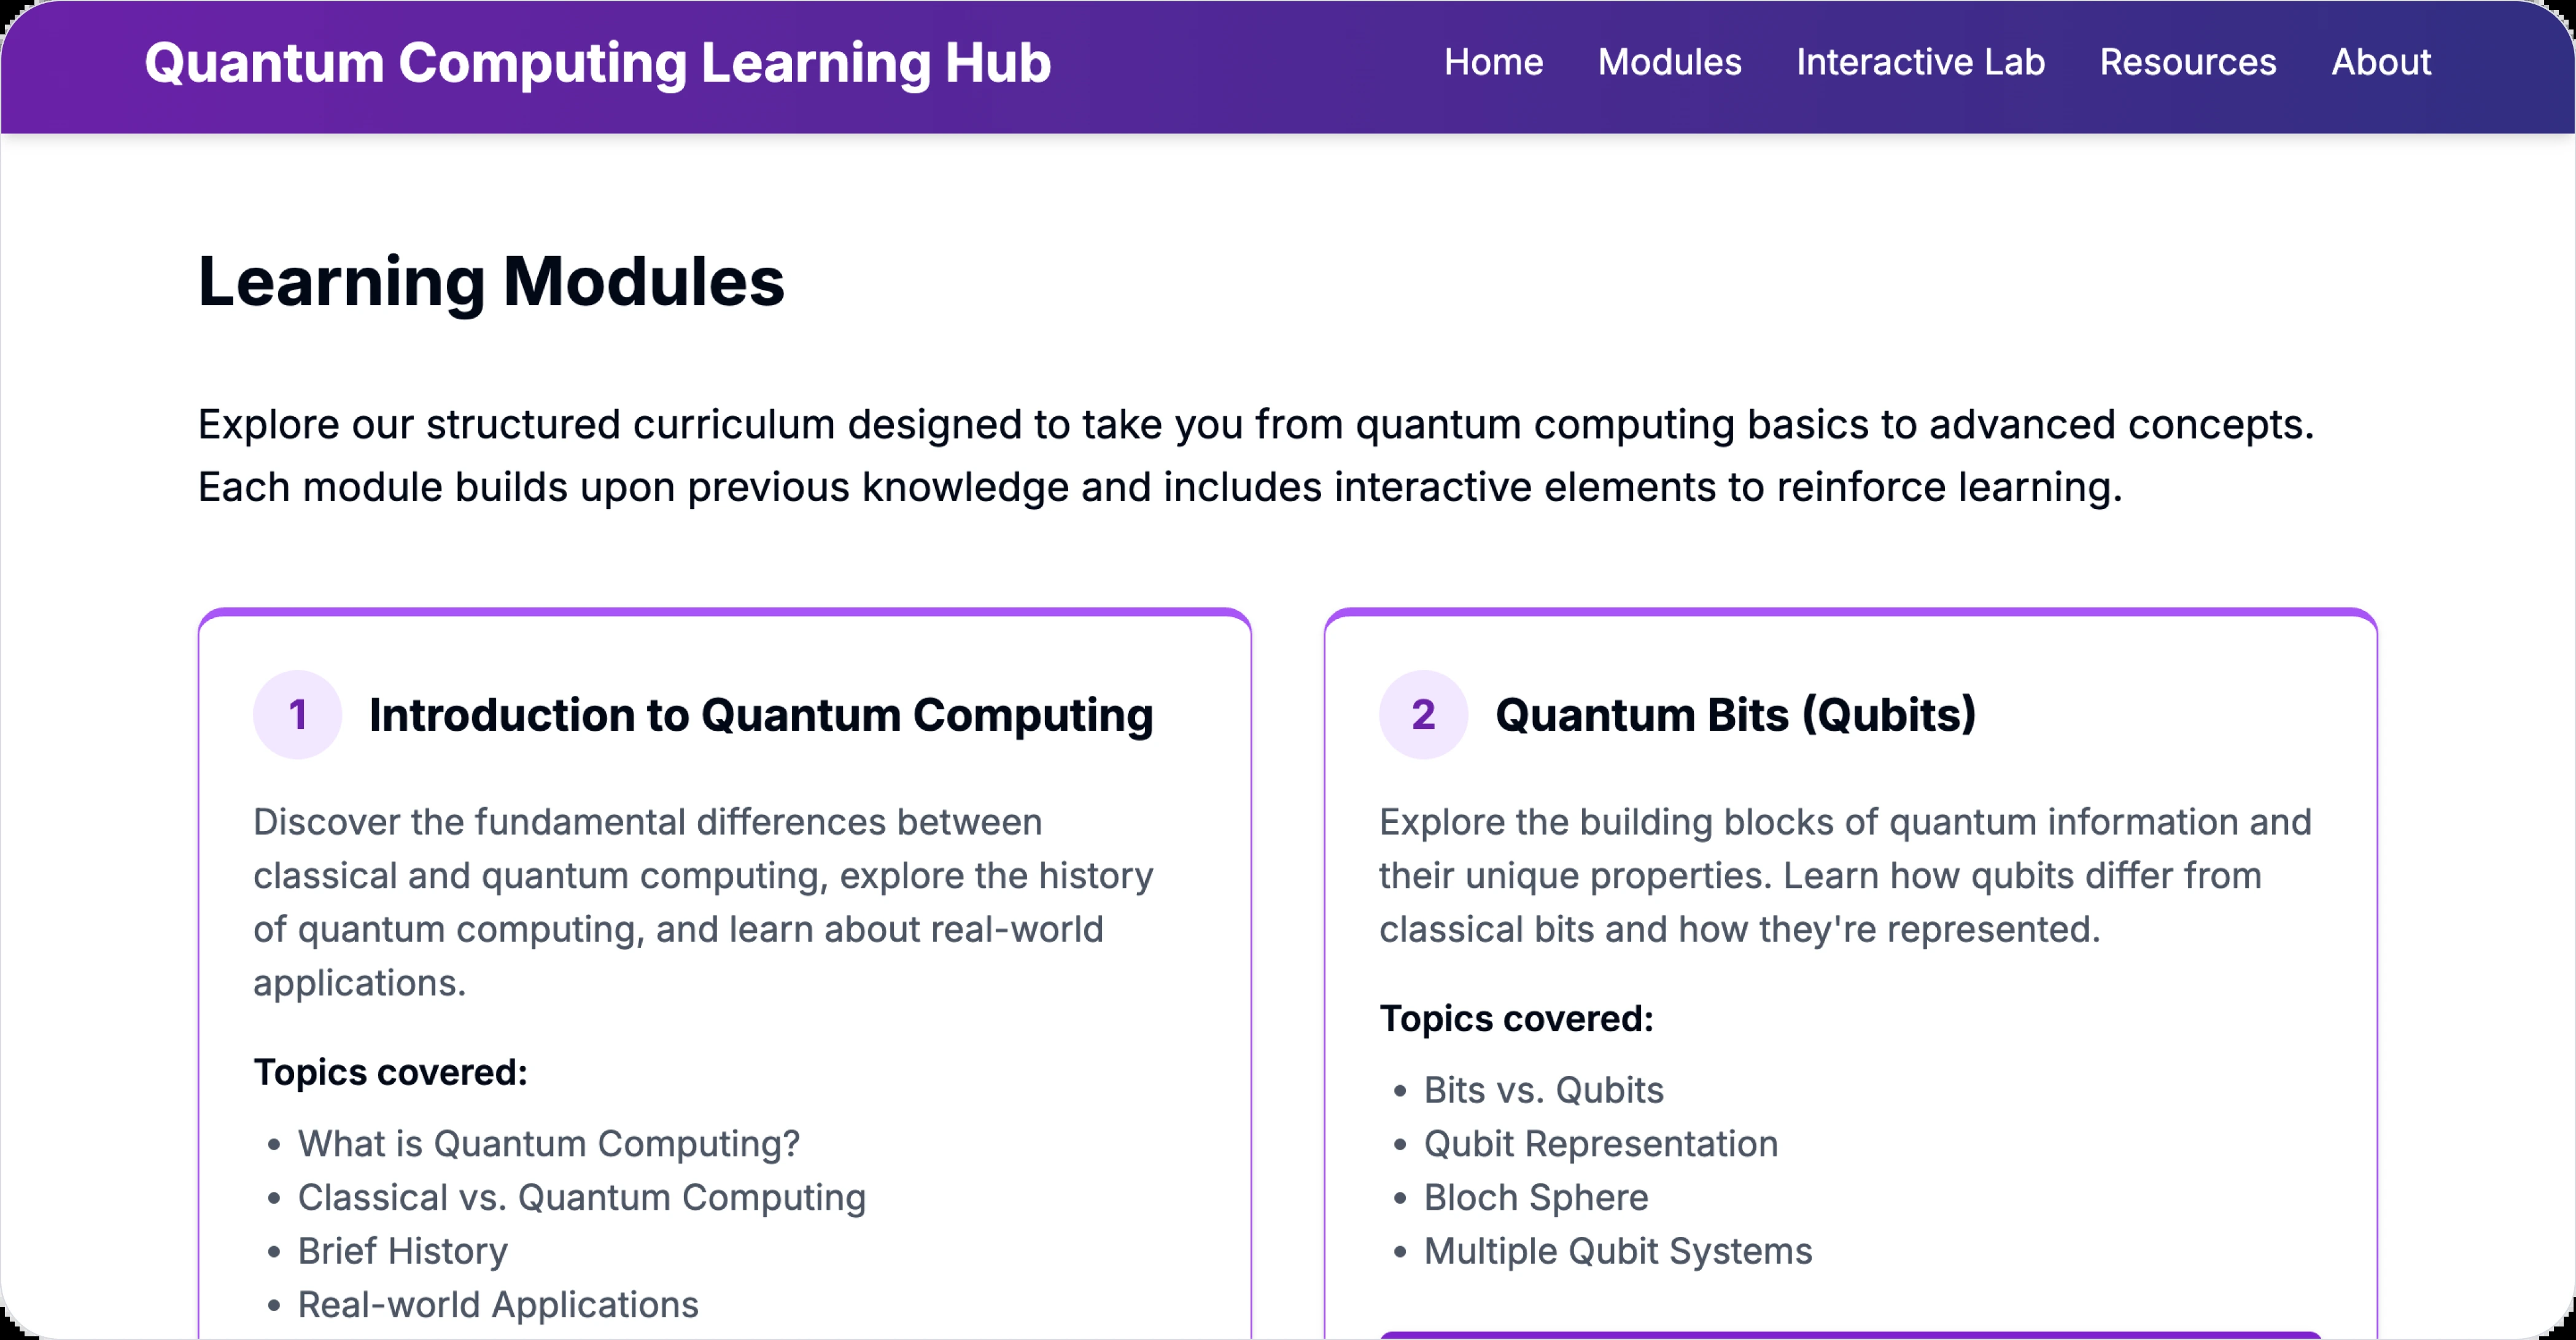 Quantum Computing Learning Hub
Home Modules Interactive Lab Resources About
Learning Modules
Explore our structured curriculum designed to take you from quantum computing basics to advanced concepts.
Each module builds upon previous knowledge and includes interactive elements to reinforce learning.
1 Introduction to Quantum Computing
Discover the fundamental differences between
classical and quantum computing, explore the history
of quantum computing, and learn about real-world
applications.
Topics covered:
• What is Quantum Computing?
• Classical vs. Quantum Computing
• Brief History
• Real-world Applications
2 Quantum Bits (Qubits)
Explore the building blocks of quantum information and
their unique properties. Learn how qubits differ from
classical bits and how they're represented.
Topics covered:
• Bits vs. Qubits
• Qubit Representation
• Bloch Sphere
• Multiple Qubit Systems